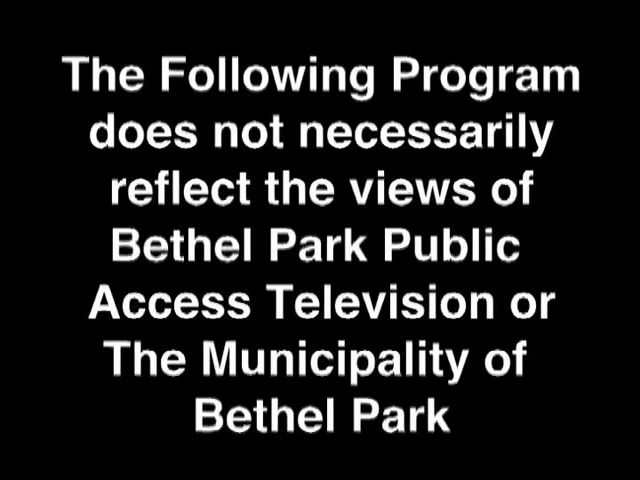 The Following Program
does not necessarily
reflect the views of
Bethel Park Public
Access Television or
The Municipality of
Bethel Park